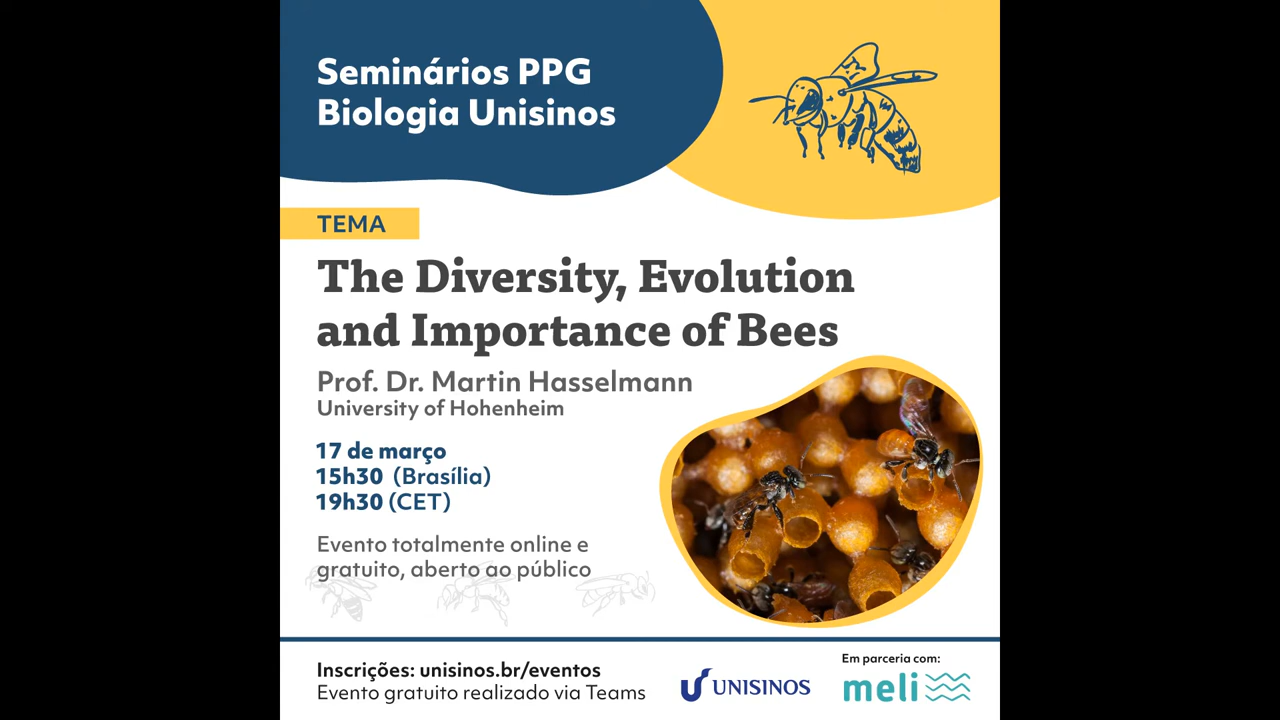 Seminários PPG
Biologia Unisinos
TEMA
The Diversity, Evolution
and Importance of Bees
Prof. Dr. Martin Hasselmann
University of Hohenheim
17 de março
15h30 (Brasília)
19h30 (CET)
Evento totalmente online e
gratuito, aberto ao público
Inscrições: unisinos.br/eventos
Evento gratuito realizado via Teams
UNISINOS
Em parceria com:
meli